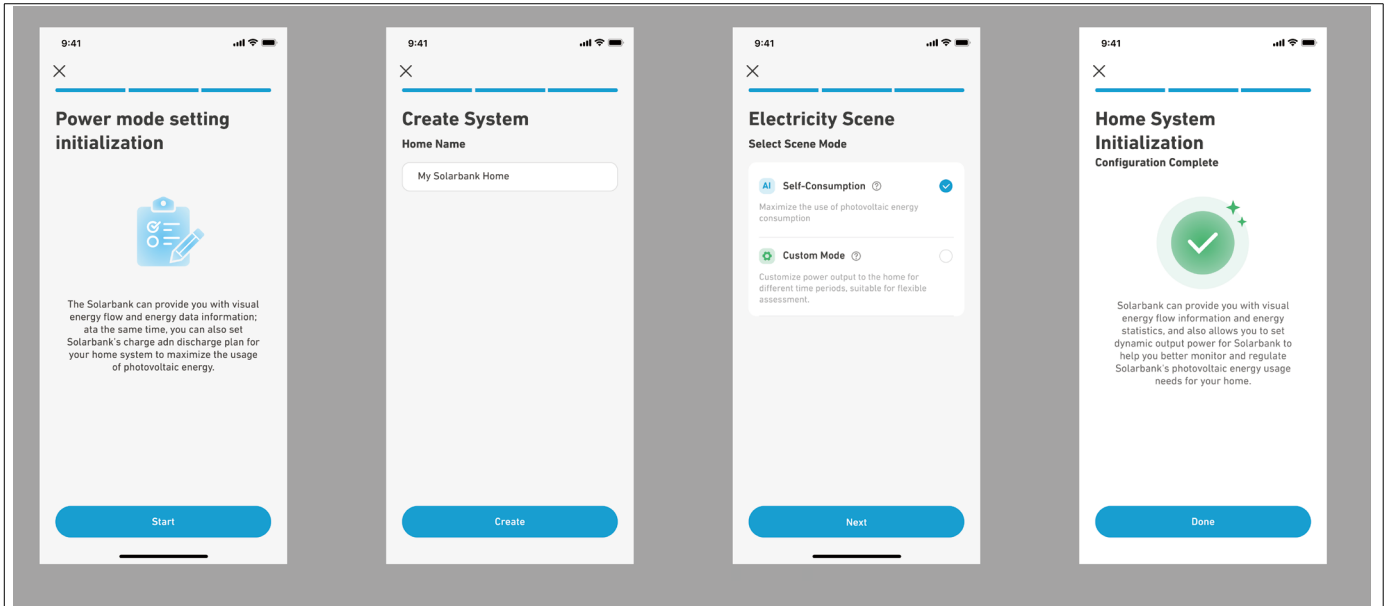 9:41
Power mode setting
initialization
The Solarbank can provide you with visual
energy flow and energy data information;
ata the same time, you can also set
Solarbank's charge adn discharge plan for
your home system to maximize the usage
of photovoltaic energy.
Start
9:41
Create System
Home Name
My Solarbank Home
Create
9:41
Electricity Scene
Select Scene Mode
AI Self-Consumption ?
Maximize the use of photovoltaic energy
consumption
Custom Mode ?
Customize power output to the home for
different time periods, suitable for flexible
assessment.
Next
9:41
Home System
Initialization
Configuration Complete
Solarbank can provide you with visual
energy flow information and energy
statistics, and also allows you to set
dynamic output power for Solarbank to
help you better monitor and regulate
Solarbank's photovoltaic energy usage
needs for your home.
Done